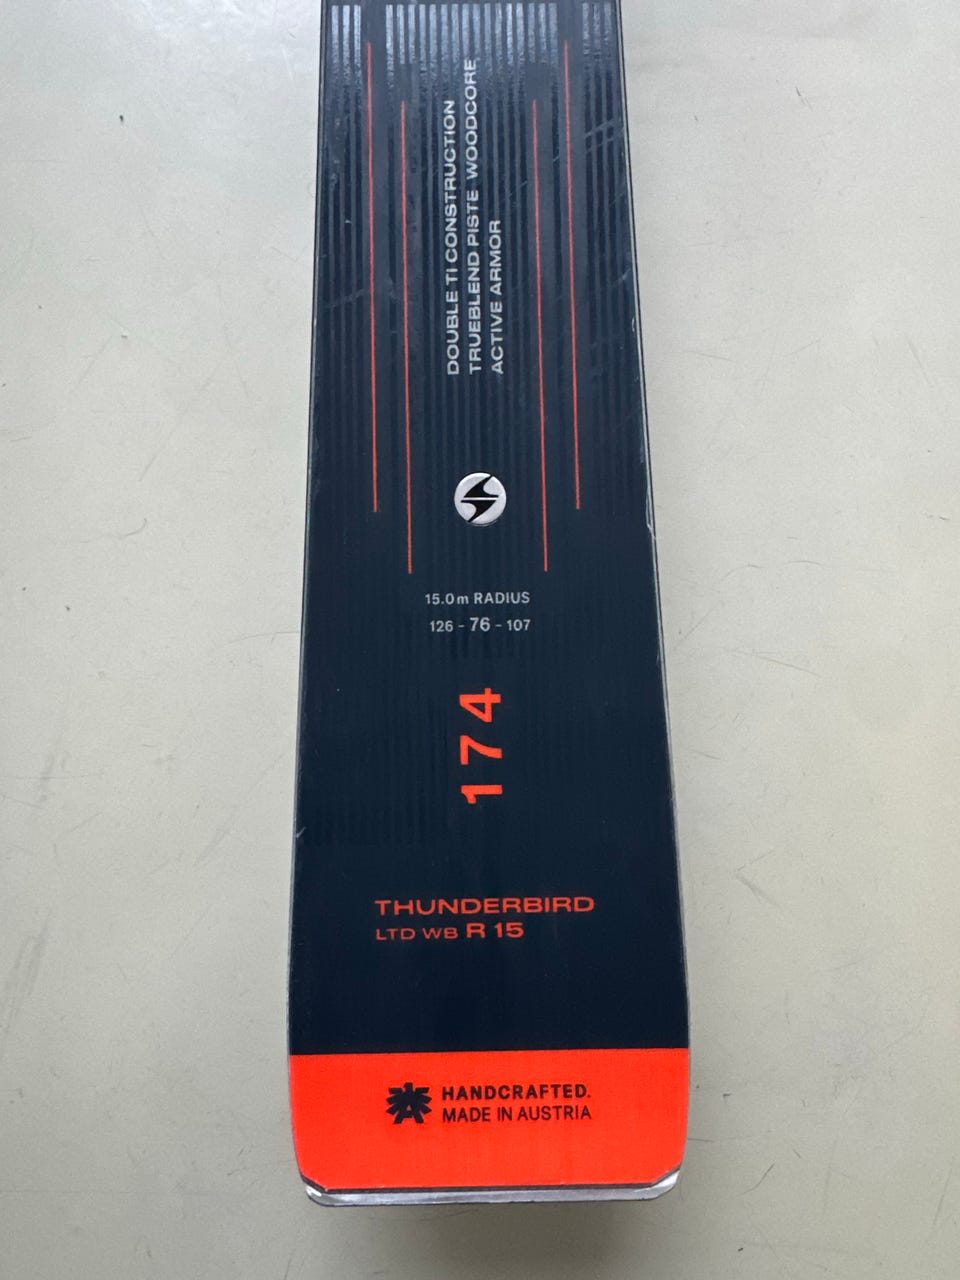 DOUBLE TI CONSTRUCTION
TRUEBLEND PISTE WOODCORE
ACTIVE ARMOR
15.0m RADIUS
126 - 76 - 107
174
THUNDERBIRD
LTD WB R 15
HANDCRAFTED.
MADE IN AUSTRIA